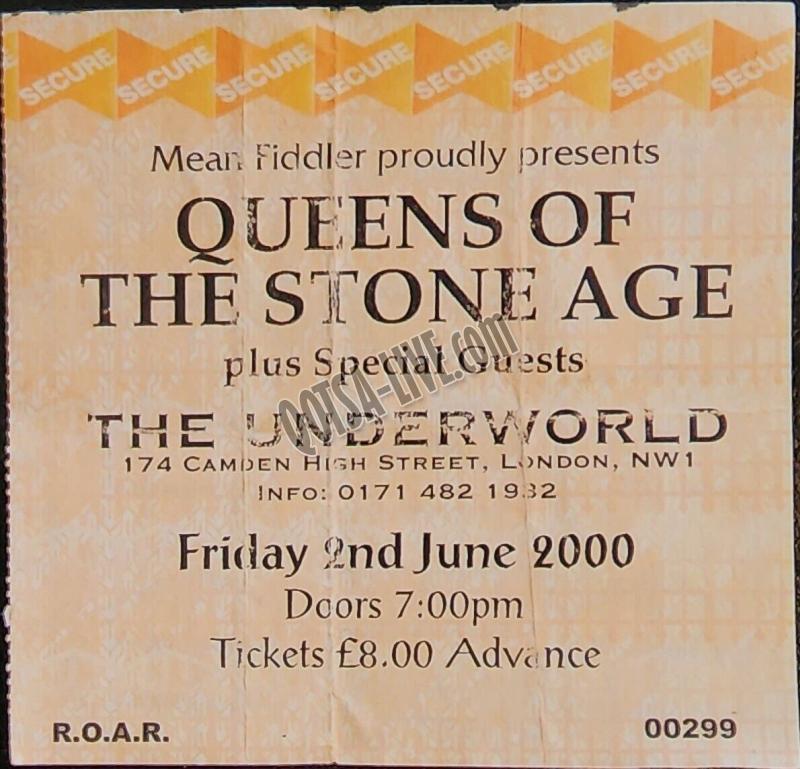 SECURE SECURE SECURE SECURE SECURE SECURE SECURE SECURE
Mean Fiddler proudly presents
QUEENS OF
THE STONE AGE
plus Special Guests
QOTSA-LIVE.com
THE UNDERWORLD
174 CAMDEN HIGH STREET, LONDON, NW1
INFO: 0171 482 1932
Friday 2nd June 2000
Doors 7:00pm
Tickets £8.00 Advance
R.O.A.R.
00299